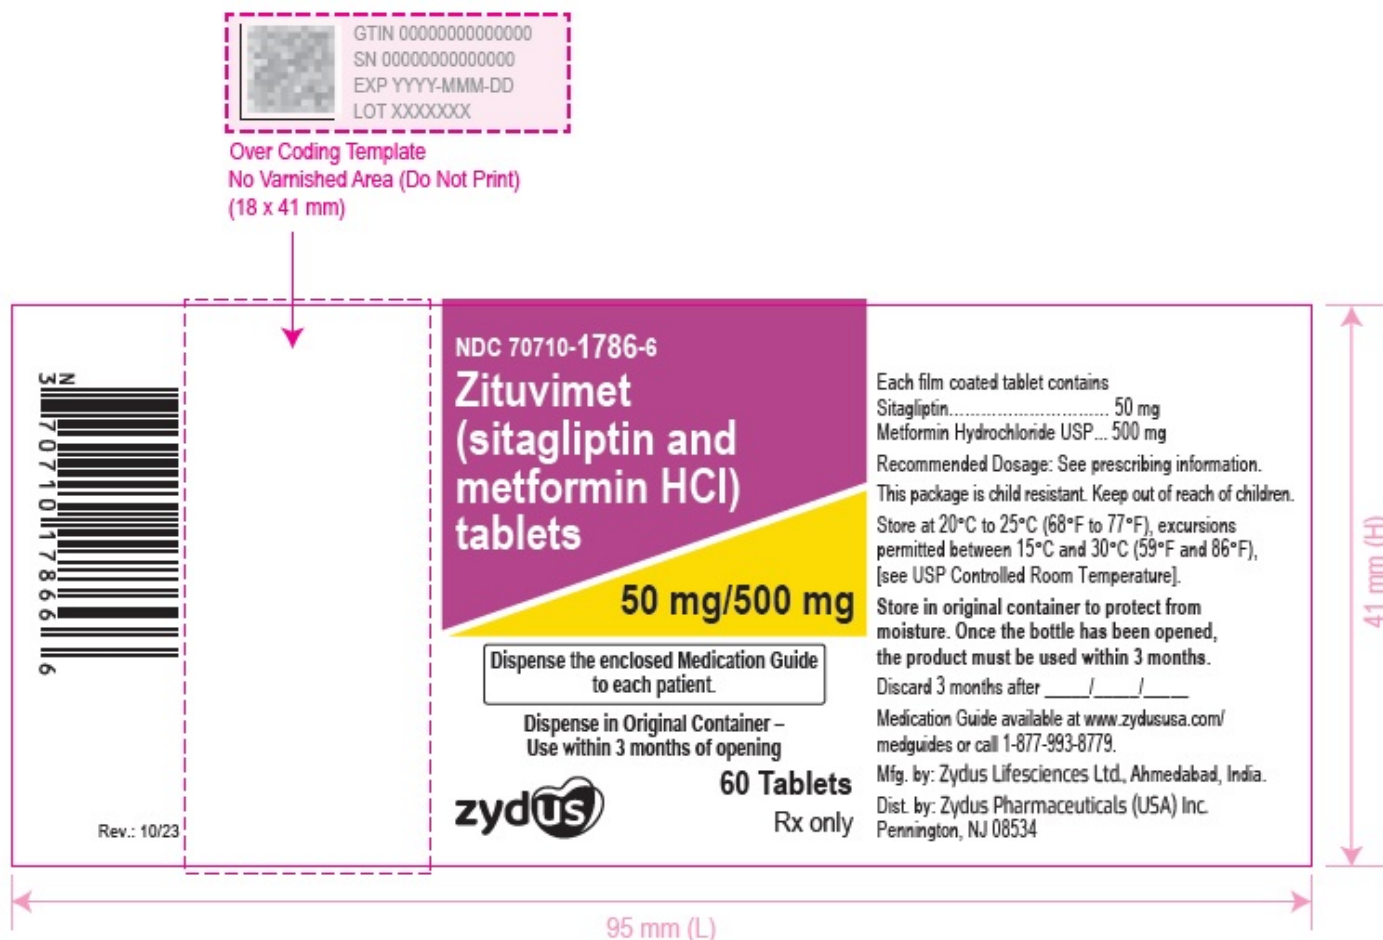 GTIN 00000000000000
SN 00000000000000
EXP YYYY-MMM-DD
LOT XXXXXXX
Over Coding Template
No Varnished Area (Do Not Print)
(18 x 41 mm)
N
3
70710
17866
6
Rev.: 10/23
NDC 70710-1786-6
Zituvimet
(sitagliptin and
metformin HCl)
tablets
50 mg/500 mg
Dispense the enclosed Medication Guide
to each patient.
Dispense in Original Container –
Use within 3 months of opening
zydus
60 Tablets
Rx only
Each film coated tablet contains
Sitagliptin............................ 50 mg
Metformin Hydrochloride USP... 500 mg
Recommended Dosage: See prescribing information.
This package is child resistant. Keep out of reach of children.
Store at 20°C to 25°C (68°F to 77°F), excursions
permitted between 15°C and 30°C (59°F and 86°F),
[see USP Controlled Room Temperature].
Store in original container to protect from
moisture. Once the bottle has been opened,
the product must be used within 3 months.
Discard 3 months after _____/_____/_____
Medication Guide available at www.zydususa.com/
medguides or call 1-877-993-8779.
Mfg. by: Zydus Lifesciences Ltd., Ahmedabad, India.
Dist. by: Zydus Pharmaceuticals (USA) Inc.
Pennington, NJ 08534
41 mm (H)
95 mm (L)